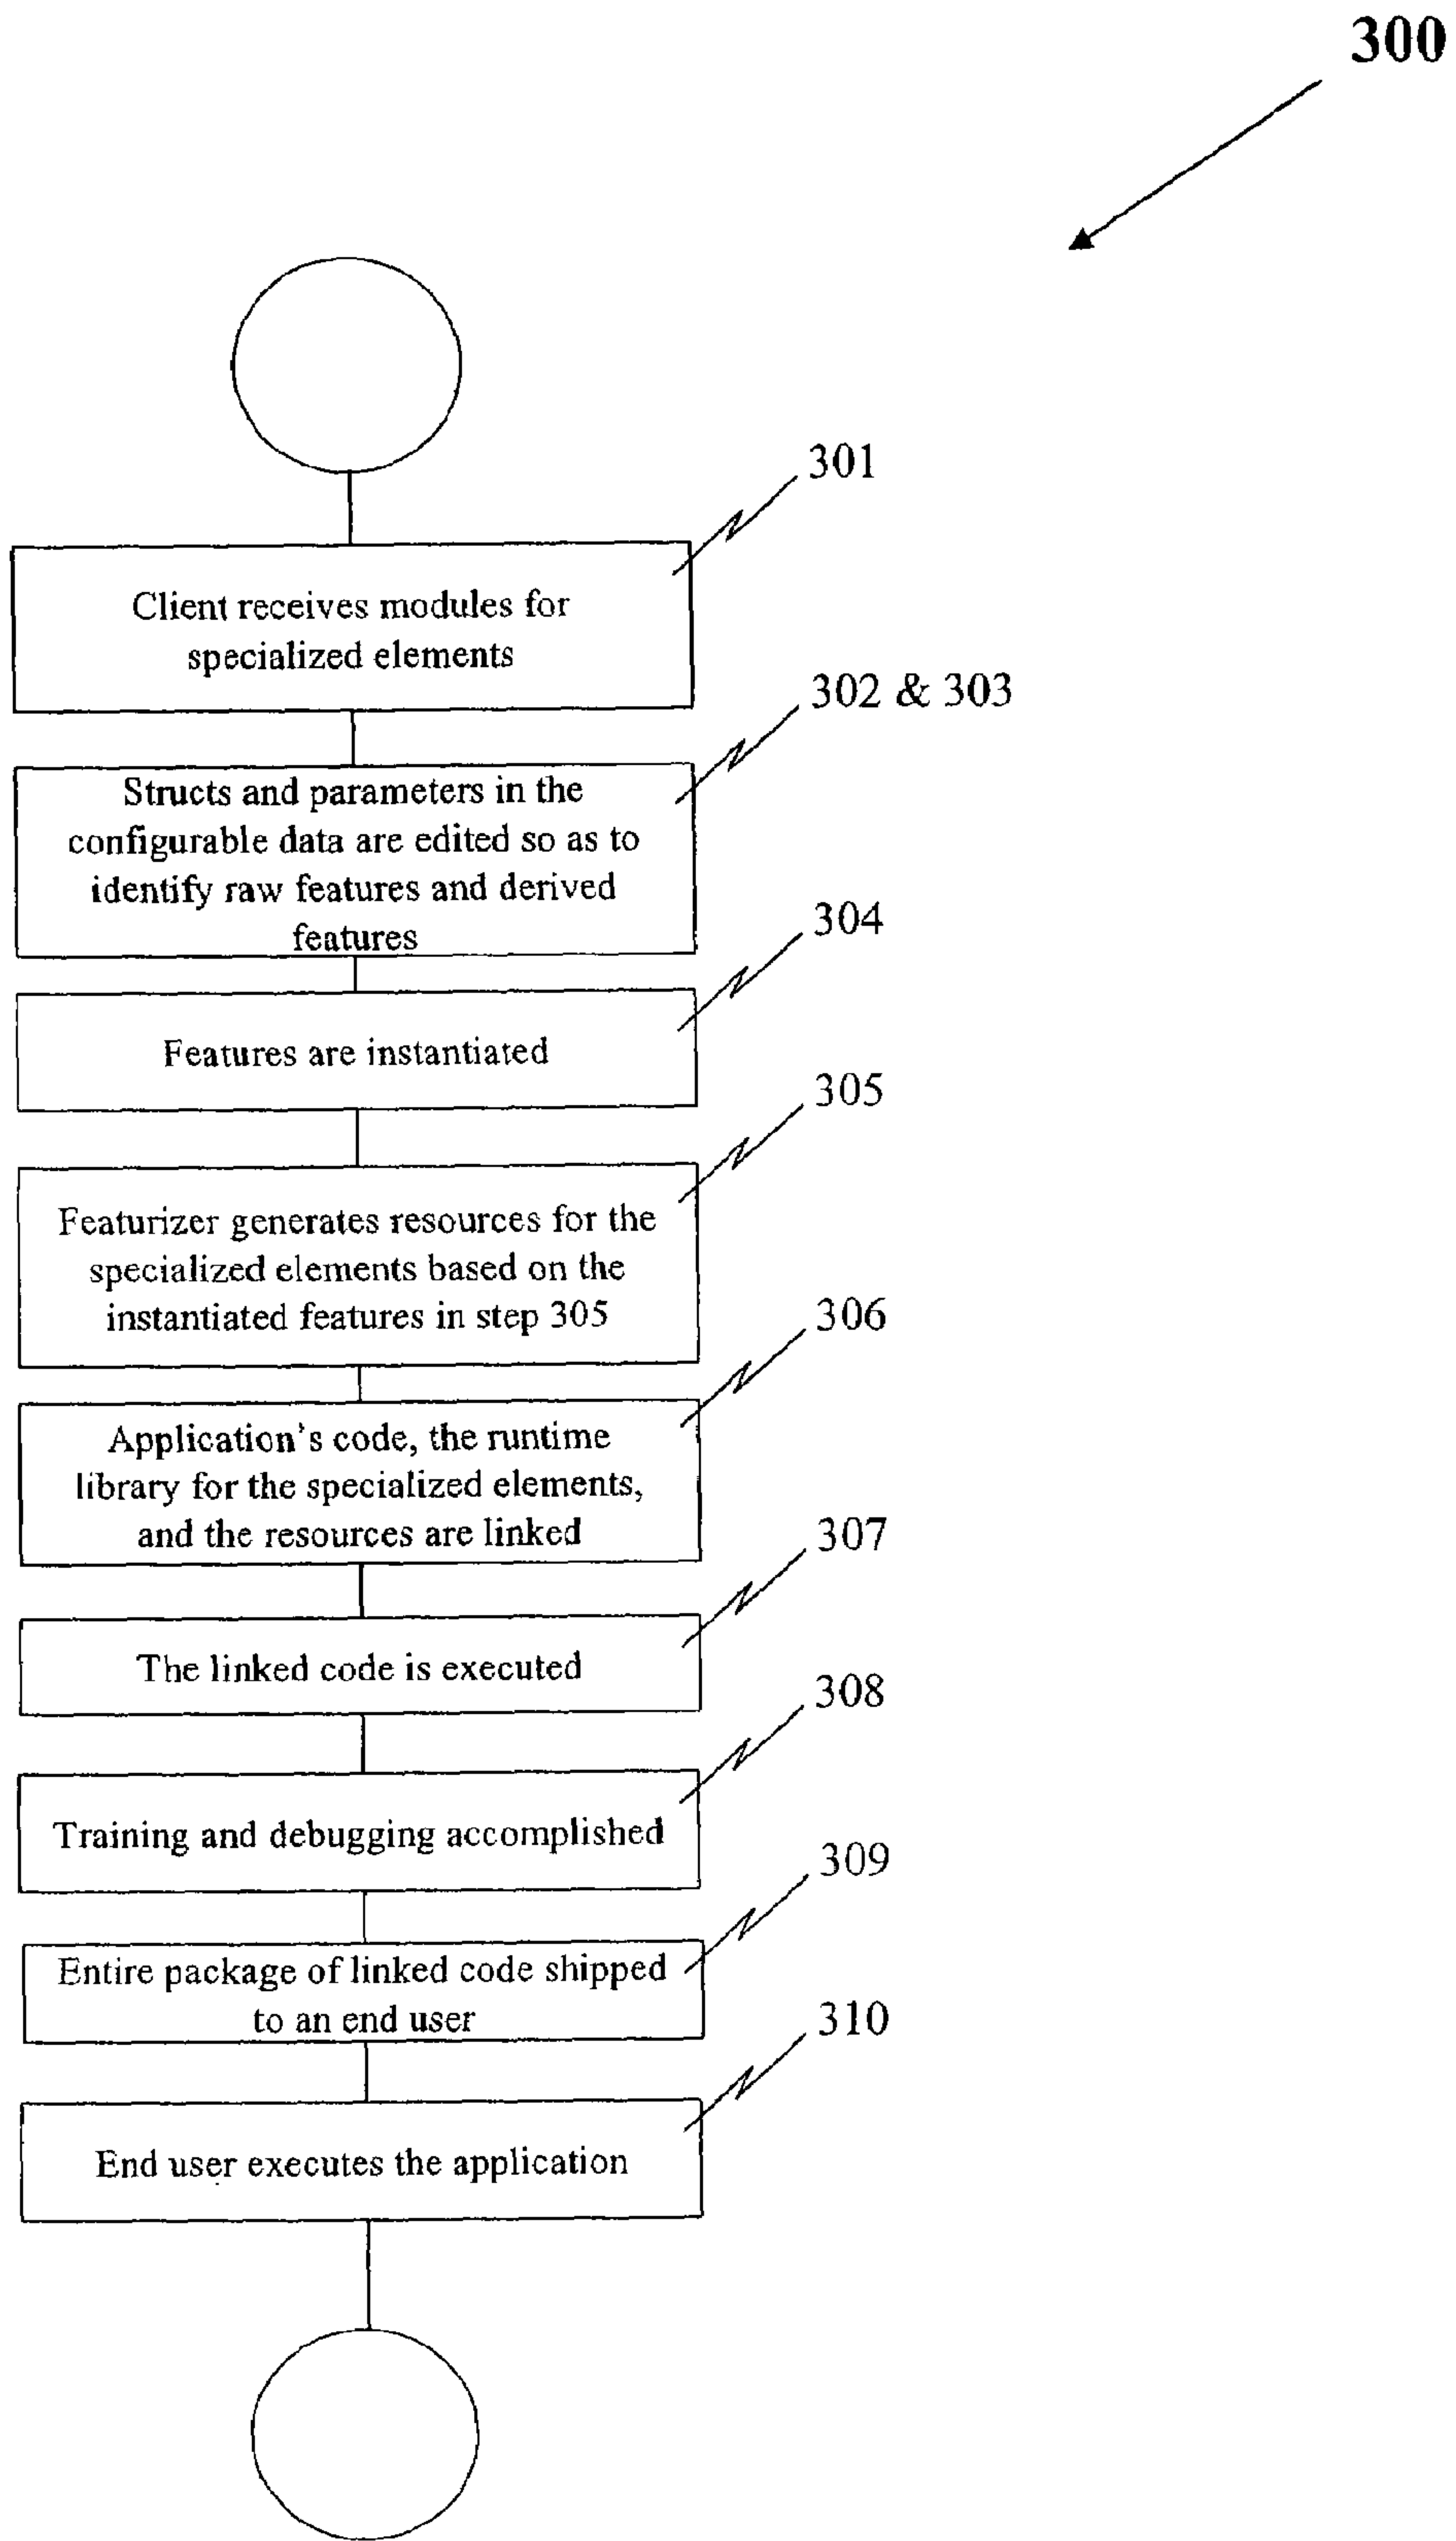 300
301
Client receives modules for
specialized elements
302 & 303
Structs and parameters in the
configurable data are edited so as to
identify raw features and derived
features
304
Features are instantiated
305
Featurizer generates resources for the
specialized elements based on the
instantiated features in step 305
306
Application's code, the runtime
library for the specialized elements,
and the resources are linked
307
The linked code is executed
308
Training and debugging accomplished
309
Entire package of linked code shipped
to an end user
310
End user executes the application